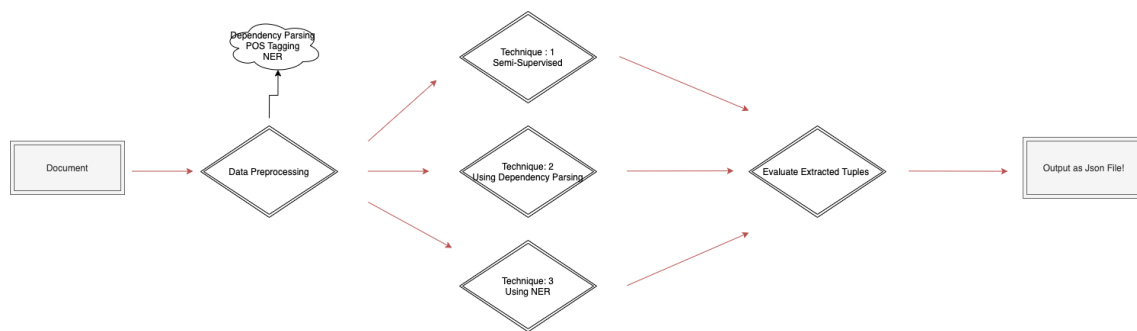 Dependency Parsing
POS Tagging
NER
Document
Data Preprocessing
Technique : 1
Semi-Supervised
Technique: 2
Using Dependency Parsing
Technique: 3
Using NER
Evaluate Extracted Tuples
Output as Json File!